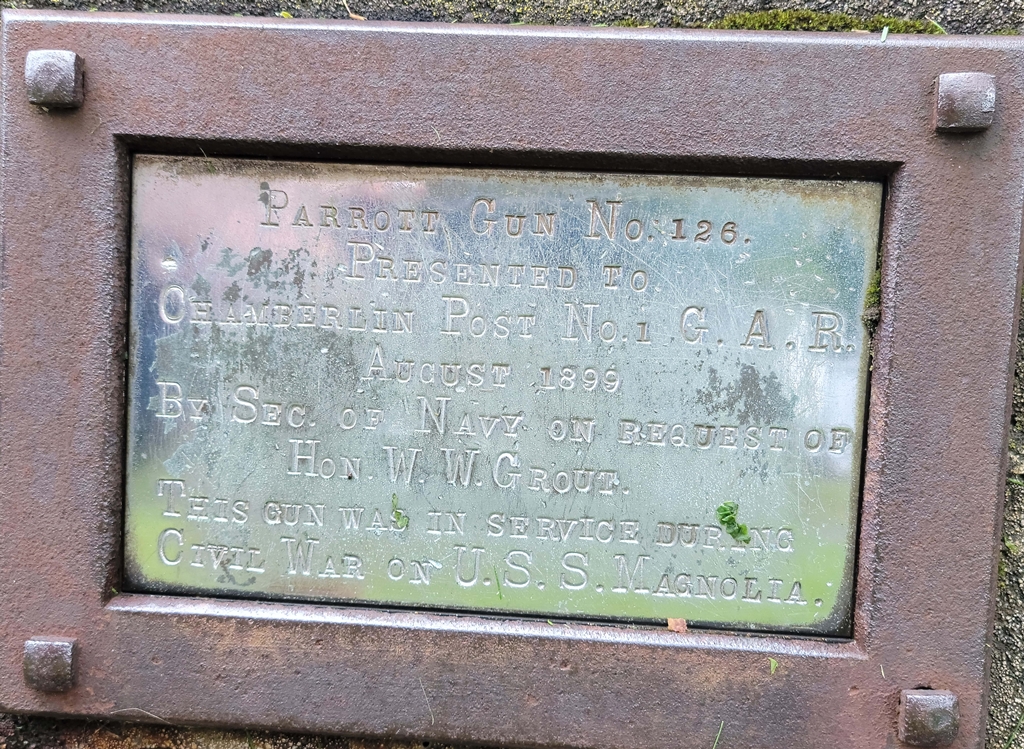 PARROTT GUN NO. 126.
PRESENTED TO
CHAMBERLIN POST NO. 1 G. A. R.
AUGUST 1899
BY SEC. OF NAVY ON REQUEST OF
HON. W. W. GROUT.
THIS GUN WAS IN SERVICE DURING
CIVIL WAR ON U. S. S. MAGNOLIA.